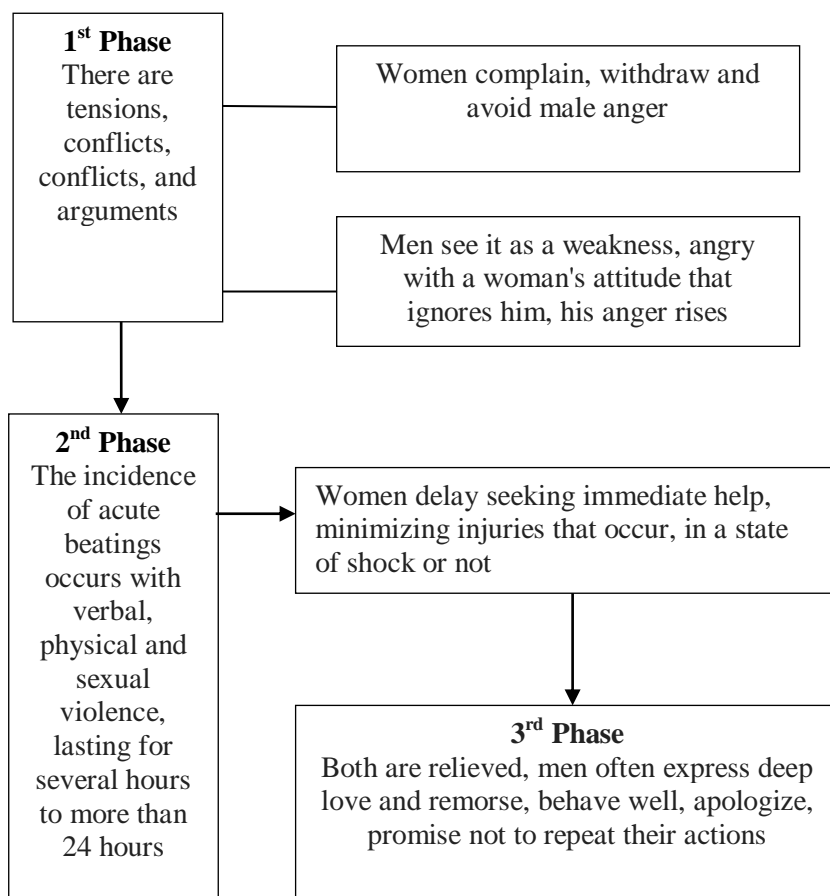 1st Phase
There are
tensions,
conflicts,
conflicts, and
arguments
Women complain, withdraw and
avoid male anger
Men see it as a weakness, angry
with a woman's attitude that
ignores him, his anger rises
2nd Phase
The incidence
of acute
beatings
occurs with
verbal,
physical and
sexual
violence,
lasting for
several hours
to more than
24 hours
Women delay seeking immediate help,
minimizing injuries that occur, in a state
of shock or not
3rd Phase
Both are relieved, men often express deep
love and remorse, behave well, apologize,
promise not to repeat their actions